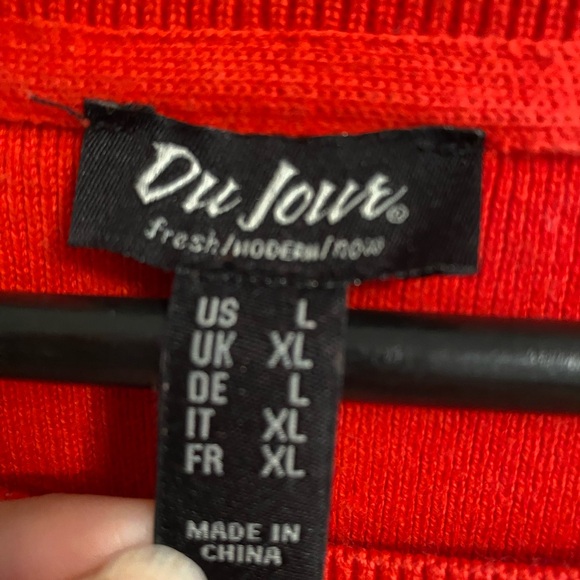 Du Jour®
fresh/MODERN/now
US L
UK XL
DE L
IT XL
FR XL
MADE IN
CHINA